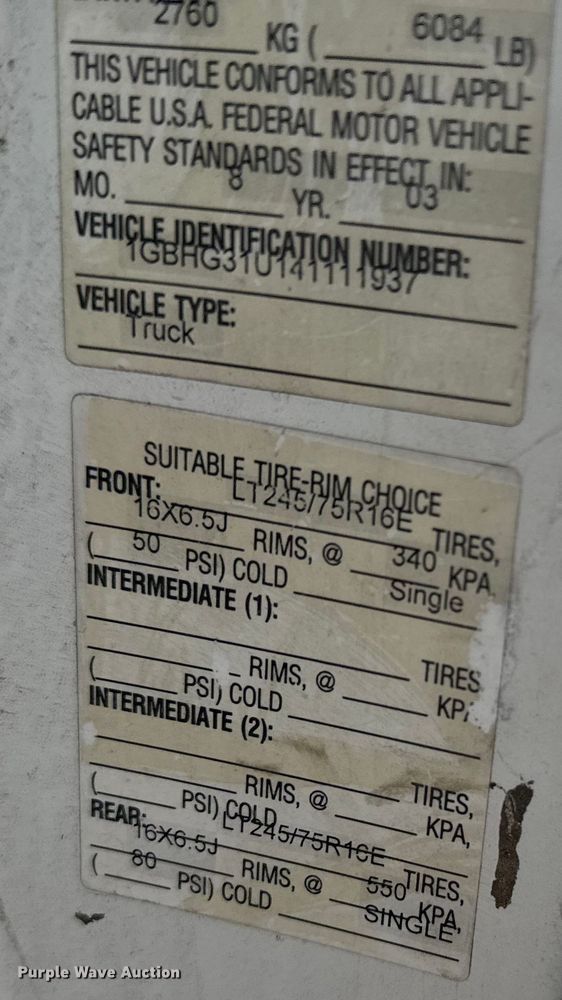 2760 KG ( 6084 LB)
THIS VEHICLE CONFORMS TO ALL APPLI-
CABLE U.S.A. FEDERAL MOTOR VEHICLE
SAFETY STANDARDS IN EFFECT IN:
MO. 8 YR. 03
VEHICLE IDENTIFICATION NUMBER:
1GBHG31U141111937
VEHICLE TYPE:
Truck
SUITABLE TIRE-RIM CHOICE
FRONT: LT245/75R16E TIRES,
16X6.5J RIMS, @ 340 KPA
( 50 PSI) COLD Single
INTERMEDIATE (1):
TIRES
RIMS, @ KP
( PSI) COLD
INTERMEDIATE (2):
TIRES,
RIMS, @ KPA,
( PSI) COLD
REAR: LT245/75R16E TIRES,
16X6.5J RIMS, @ 550 KPA,
( 80 PSI) COLD SINGLE
Purple Wave Auction